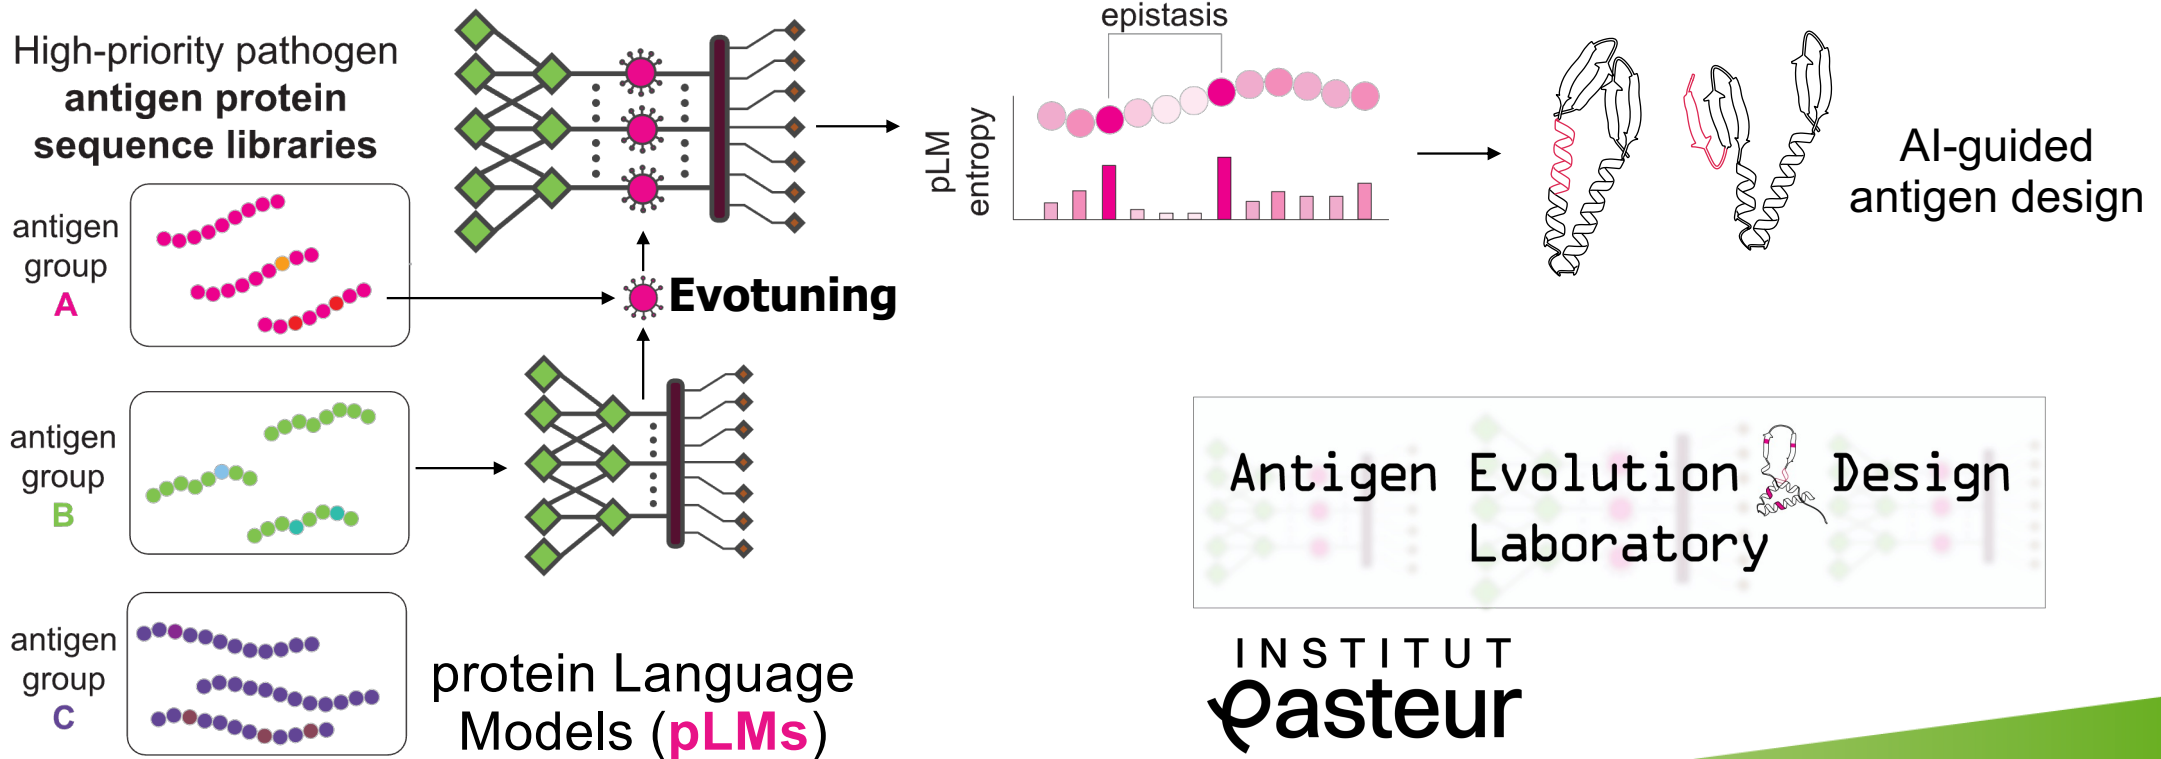 High-priority pathogen
antigen protein
sequence libraries
antigen
group
A
antigen
group
B
antigen
group
C
Evotuning
protein Language
Models (pLMs)
epistasis
pLM
entropy
AI-guided
antigen design
Antigen Evolution Design
Laboratory
INSTITUT
Pasteur